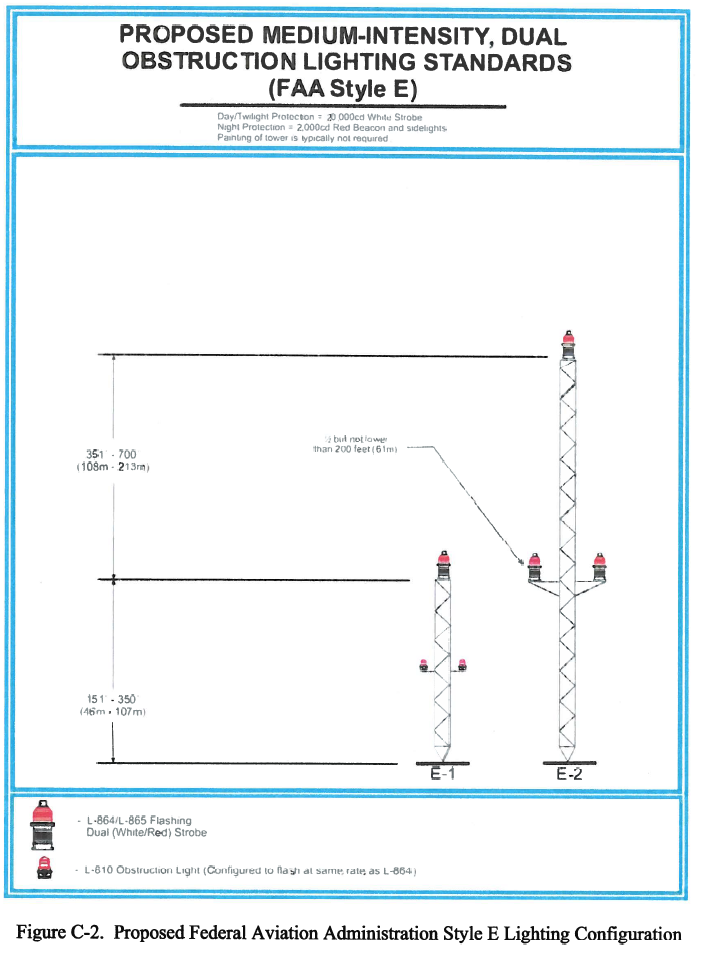 PROPOSED MEDIUM-INTENSITY, DUAL
OBSTRUCTION LIGHTING STANDARDS
(FAA Style E)
Day/Twilight Protection = 20,000cd White Strobe
Night Protection = 2,000cd Red Beacon and sidelights
Painting of tower is typically not required
½ but not lower
than 200 feet (61m)
351' - 700
(108m - 213m)
151' - 350'
(46m - 107m)
E-1
E-2
- L-864/L-865 Flashing
Dual (White/Red) Strobe
- L-810 Obstruction Light (Configured to flash at same rate as L-864)
Figure C-2. Proposed Federal Aviation Administration Style E Lighting Configuration